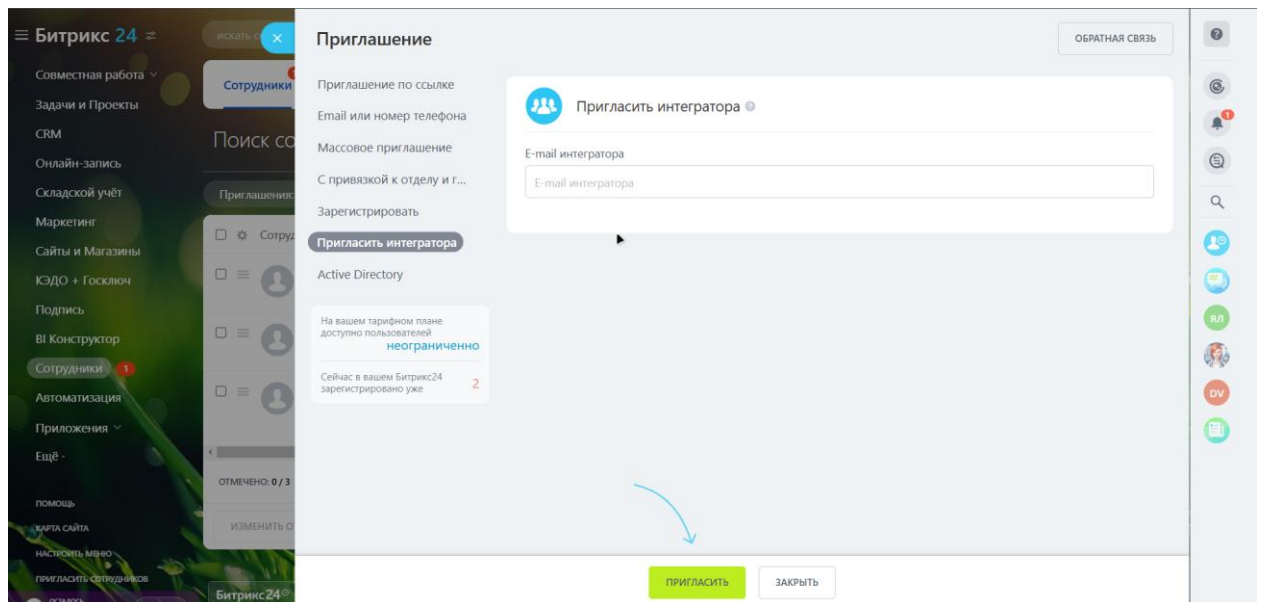 Битрикс 24
Совместная работа
Задачи и Проекты
CRM
Онлайн-запись
Складской учёт
Маркетинг
Сайты и Магазины
КЭДО + Госключ
Подпись
BI Конструктор
Сотрудники 1
Автоматизация
Приложения
Ещё -
ПОМОЩЬ
КАРТА САЙТА
НАСТРОИТЬ МЕНЮ
ПРИГЛАСИТЬ СОТРУДНИКОВ
искать
Сотрудники
Поиск со
Приглашения:
Сотруд
ОТМЕЧЕНО: 0 / 3
ИЗМЕНИТЬ О
Битрикс24
Приглашение
ОБРАТНАЯ СВЯЗЬ
Приглашение по ссылке
Email или номер телефона
Массовое приглашение
С привязкой к отделу и г...
Зарегистрировать
Пригласить интегратора
Active Directory
На вашем тарифном плане
доступно пользователей
неограниченно
Сейчас в вашем Битрикс24
зарегистрировано уже 2
Пригласить интегратора
E-mail интегратора
E-mail интегратора
ПРИГЛАСИТЬ
ЗАКРЫТЬ
1
ЯЛ
DV